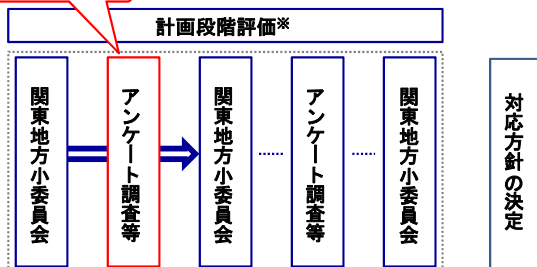 計画段階評価※
関東地方小委員会
アンケート調査等
関東地方小委員会
アンケート調査等
関東地方小委員会
対応方針の決定